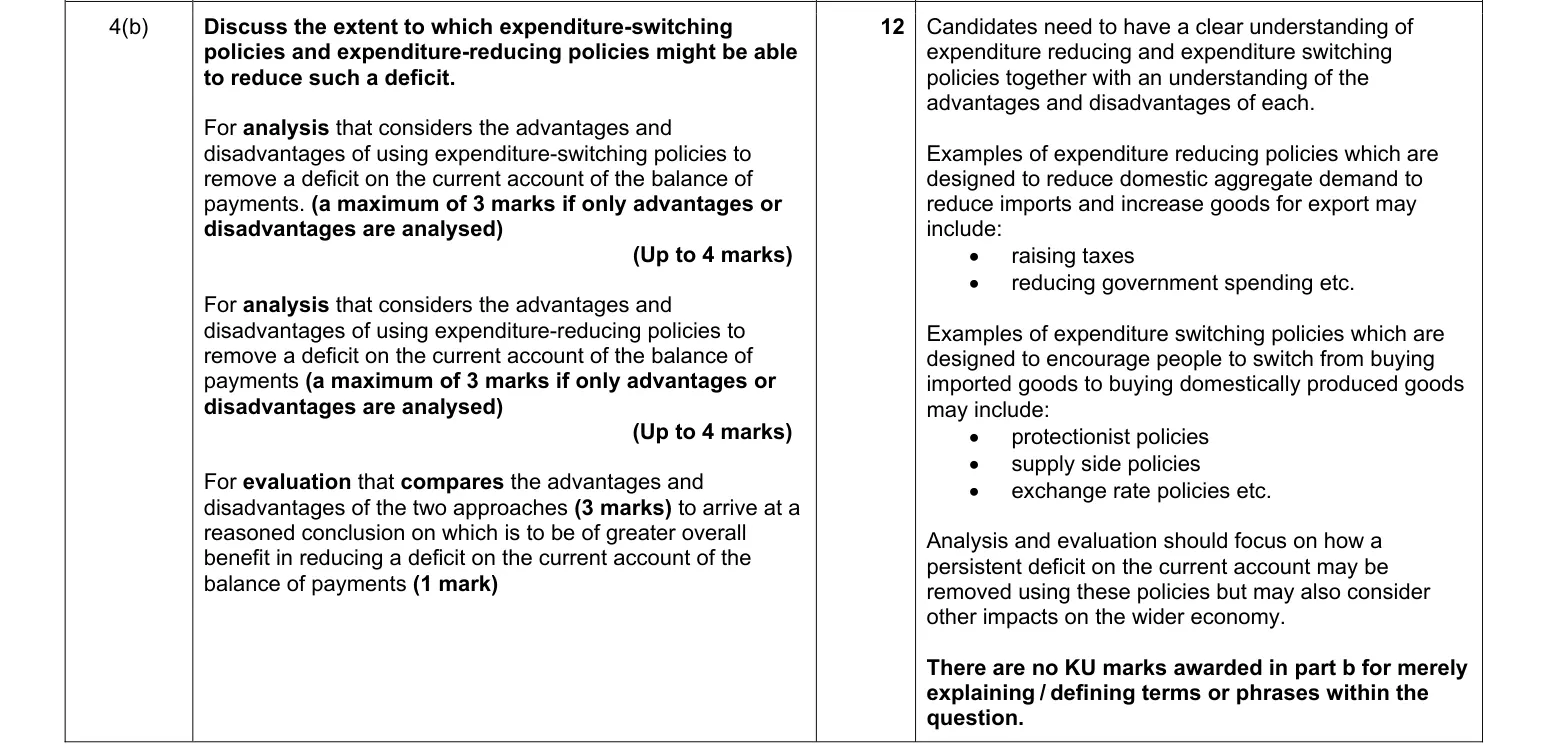 4(b)
Discuss the extent to which expenditure-switching
policies and expenditure-reducing policies might be able
to reduce such a deficit.
For analysis that considers the advantages and
disadvantages of using expenditure-switching policies to
remove a deficit on the current account of the balance of
payments. (a maximum of 3 marks if only advantages or
disadvantages are analysed)
(Up to 4 marks)
For analysis that considers the advantages and
disadvantages of using expenditure-reducing policies to
remove a deficit on the current account of the balance of
payments (a maximum of 3 marks if only advantages or
disadvantages are analysed)
(Up to 4 marks)
For evaluation that compares the advantages and
disadvantages of the two approaches (3 marks) to arrive at a
reasoned conclusion on which is to be of greater overall
benefit in reducing a deficit on the current account of the
balance of payments (1 mark)
12
Candidates need to have a clear understanding of
expenditure reducing and expenditure switching
policies together with an understanding of the
advantages and disadvantages of each.
Examples of expenditure reducing policies which are
designed to reduce domestic aggregate demand to
reduce imports and increase goods for export may
include:
• raising taxes
• reducing government spending etc.
Examples of expenditure switching policies which are
designed to encourage people to switch from buying
imported goods to buying domestically produced goods
may include:
• protectionist policies
• supply side policies
• exchange rate policies etc.
Analysis and evaluation should focus on how a
persistent deficit on the current account may be
removed using these policies but may also consider
other impacts on the wider economy.
There are no KU marks awarded in part b for merely
explaining / defining terms or phrases within the
question.